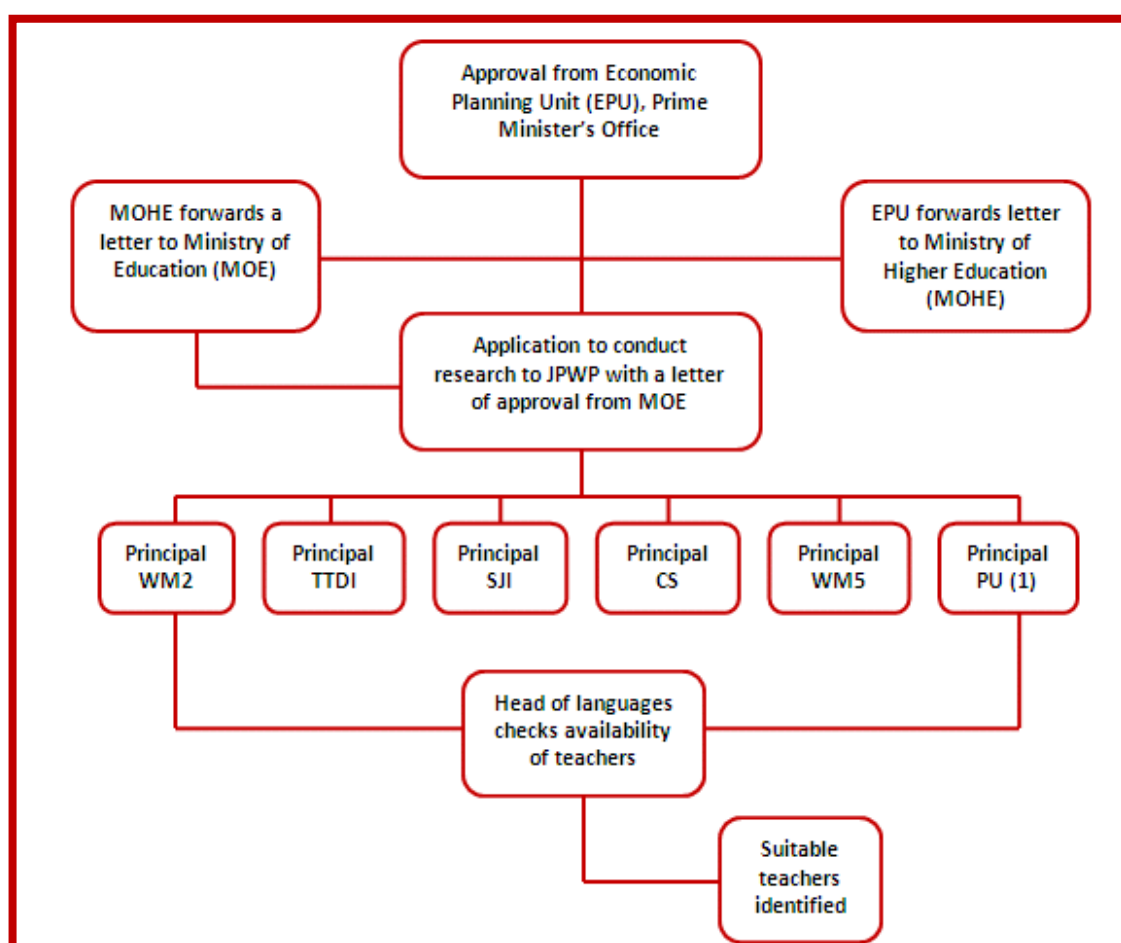 Approval from Economic
Planning Unit (EPU), Prime
Minister's Office
MOHE forwards a
letter to Ministry of
Education (MOE)
EPU forwards letter
to Ministry of
Higher Education
(MOHE)
Application to conduct
research to JPWP with a letter
of approval from MOE
Principal
WM2
Principal
TTDI
Principal
SJI
Principal
CS
Principal
WM5
Principal
PU (1)
Head of languages
checks availability
of teachers
Suitable
teachers
identified